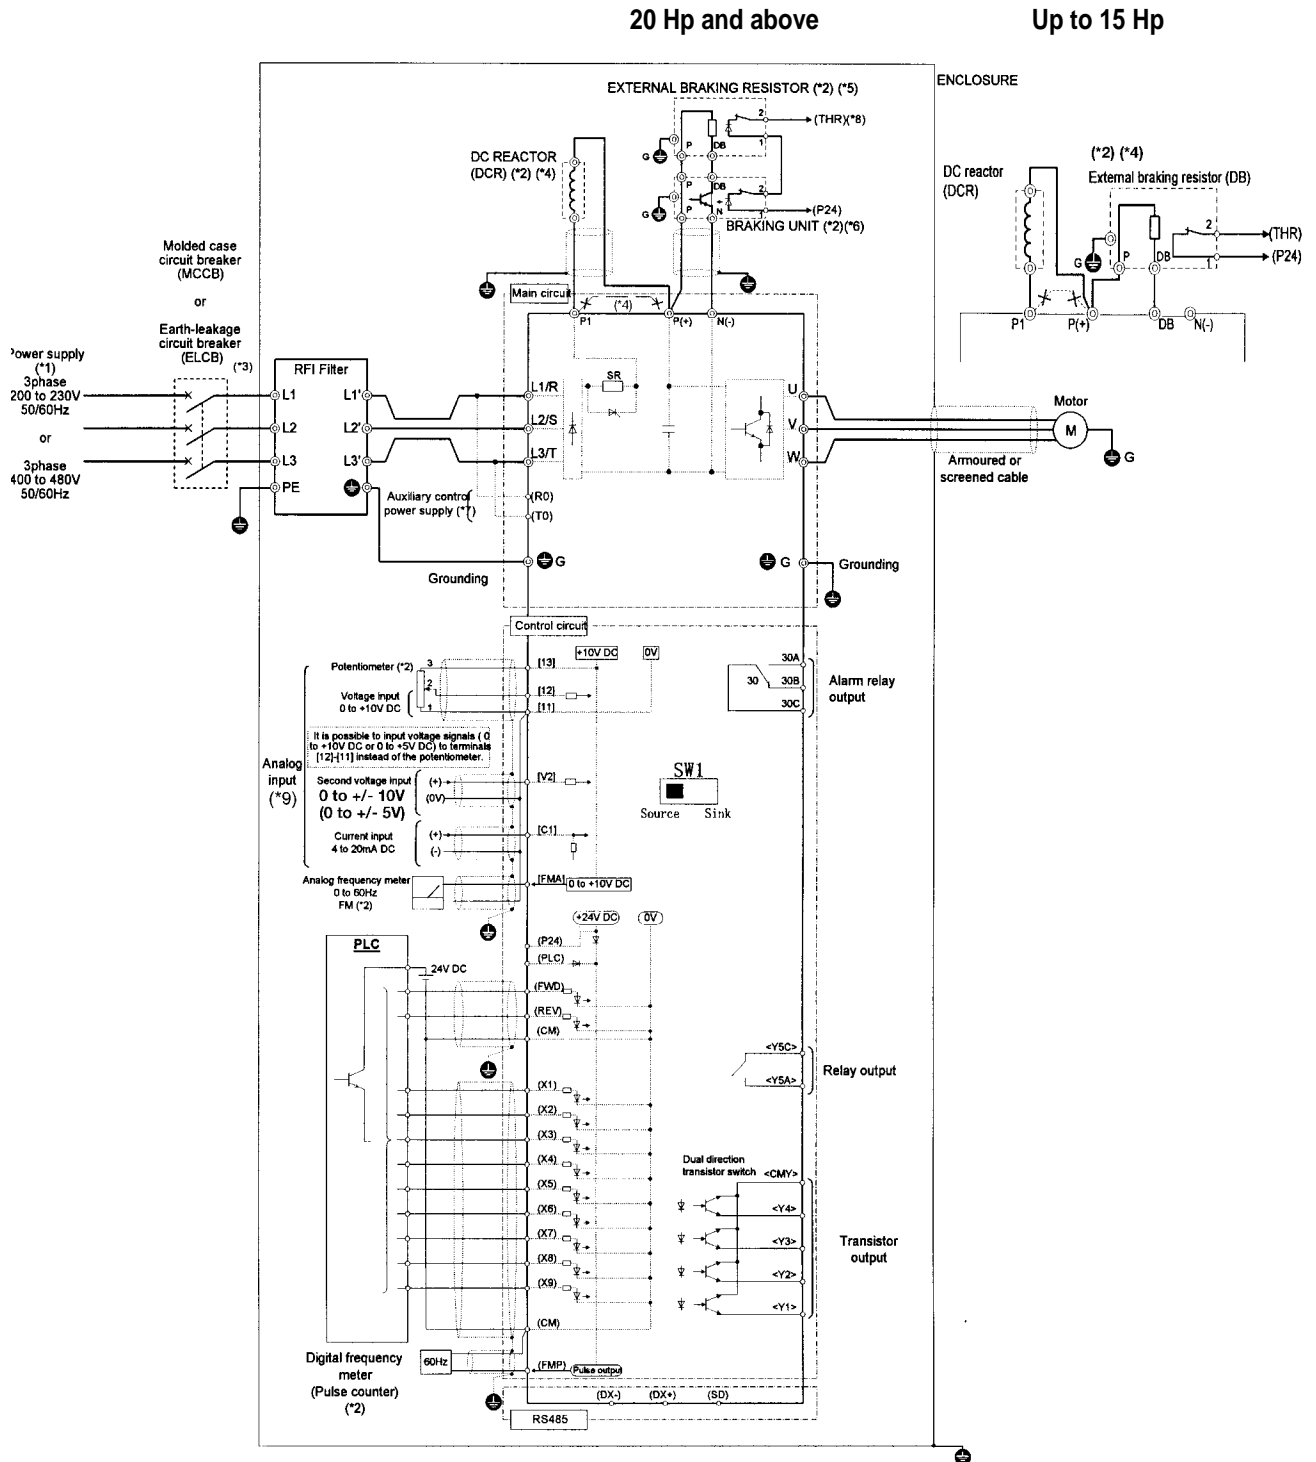 20 Hp and above
Up to 15 Hp
ENCLOSURE
EXTERNAL BRAKING RESISTOR (*2) (*5)
2
(THR)(*8)
P
DB
1
G
DC REACTOR
(DCR) (*2) (*4)
P
DB
2
P
N
1
(P24)
G
BRAKING UNIT (*2)(*6)
(*2) (*4)
DC reactor
(DCR)
External braking resistor (DB)
2
(THR)
(P24)
1
G
P
DB
P1
P(+)
DB
N(-)
Molded case
circuit breaker
(MCCB)
or
Earth-leakage
circuit breaker
(ELCB)
(*3)
Power supply
(*1)
3phase
200 to 230V
50/60Hz
or
3phase
400 to 480V
50/60Hz
RFI Filter
L1
L1'
L2
L2'
L3
L3'
PE
Main circuit
(*4)
P1
P(+)
N(-)
L1/R
SR
U
L2/S
V
L3/T
W
Auxiliary control
power supply (*7)
(R0)
(T0)
Motor
M
G
Armoured or
screened cable
G
G
Grounding
Grounding
Control circuit
+10V DC
0V
Potentiometer (*2)
3
[13]
2
[12]
Voltage input
0 to +10V DC
1
[11]
It is possible to input voltage signals ( 0
to +10V DC or 0 to +5V DC) to terminals
[12]-[11] instead of the potentiometer.
Analog
input
(*9)
Second voltage input
0 to +/- 10V
(0 to +/- 5V)
(+)
[V2]
(0V)
Current input
4 to 20mA DC
(+)
[C1]
(-)
Analog frequency meter
0 to 60Hz
FM (*2)
[FMA]
0 to +10V DC
30A
30
30B
30C
Alarm relay
output
SW1
Source
Sink
+24V DC
0V
PLC
24V DC
(P24)
(PLC)
(FWD)
(REV)
(CM)
(X1)
(X2)
(X3)
(X4)
(X5)
(X6)
(X7)
(X8)
(X9)
(CM)
<Y5C>
<Y5A>
Relay output
Dual direction
transistor switch
<CMY>
<Y4>
<Y3>
<Y2>
<Y1>
Transistor
output
Digital frequency
meter
(Pulse counter)
(*2)
60Hz
(FMP)
Pulse output
(DX-)
(DX+)
(SD)
RS485